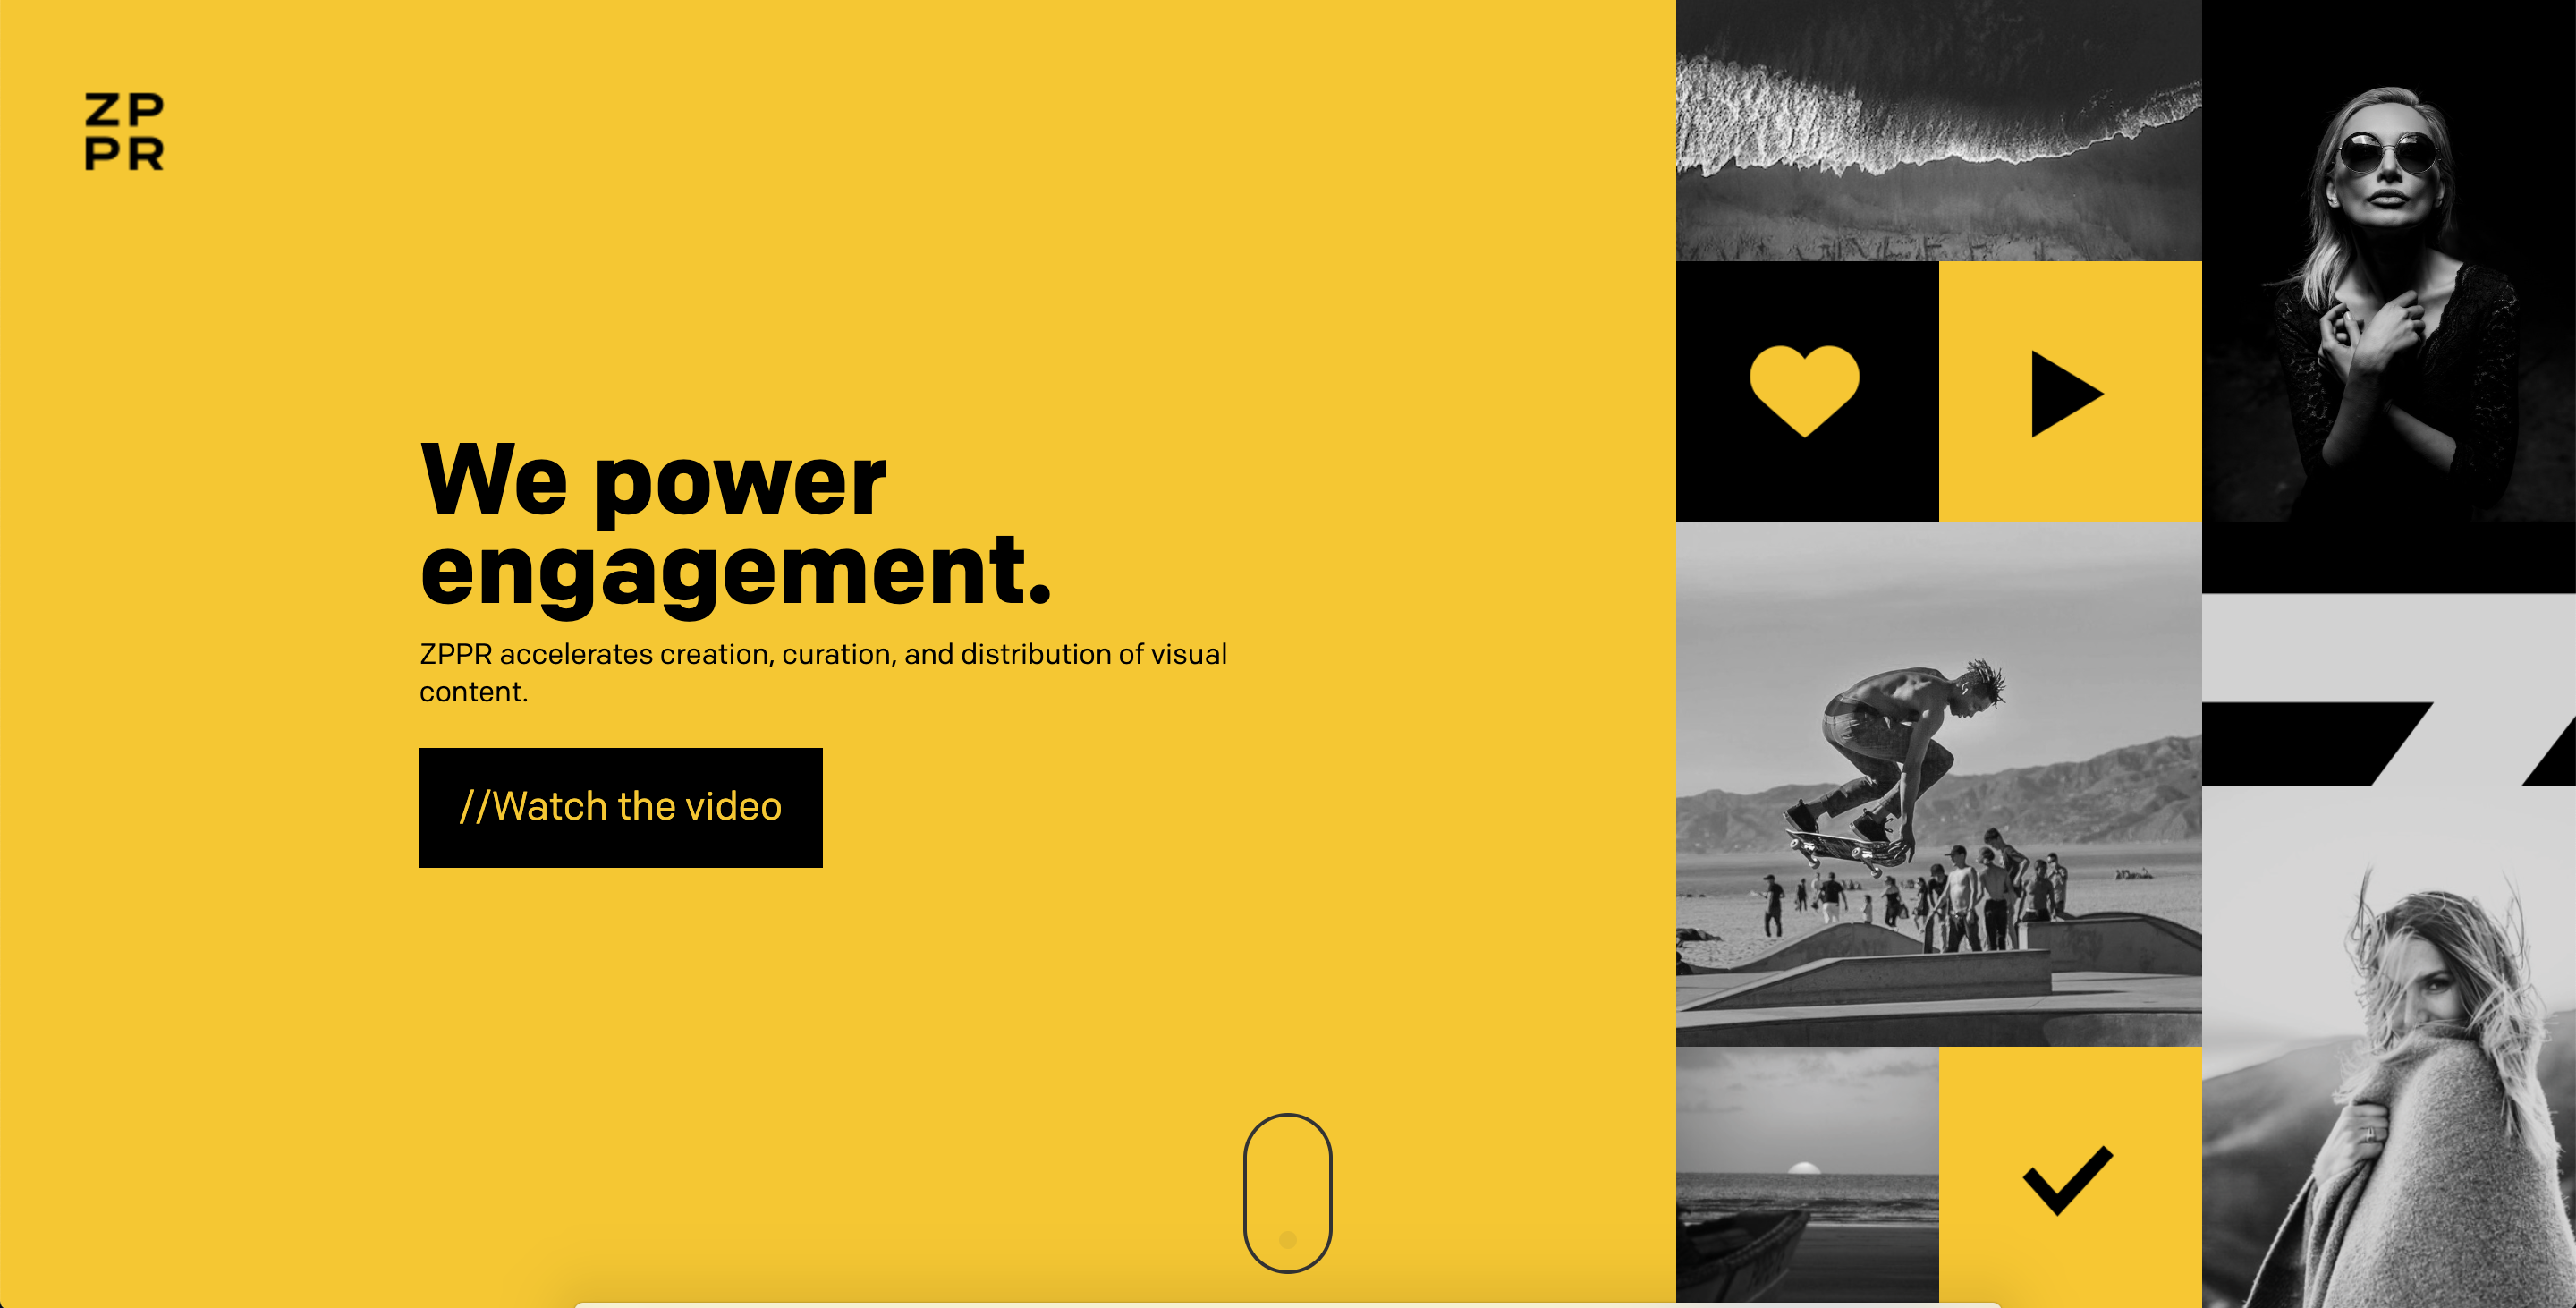 ZP
PR
We power
engagement.
ZPPR accelerates creation, curation, and distribution of visual
content.
//Watch the video